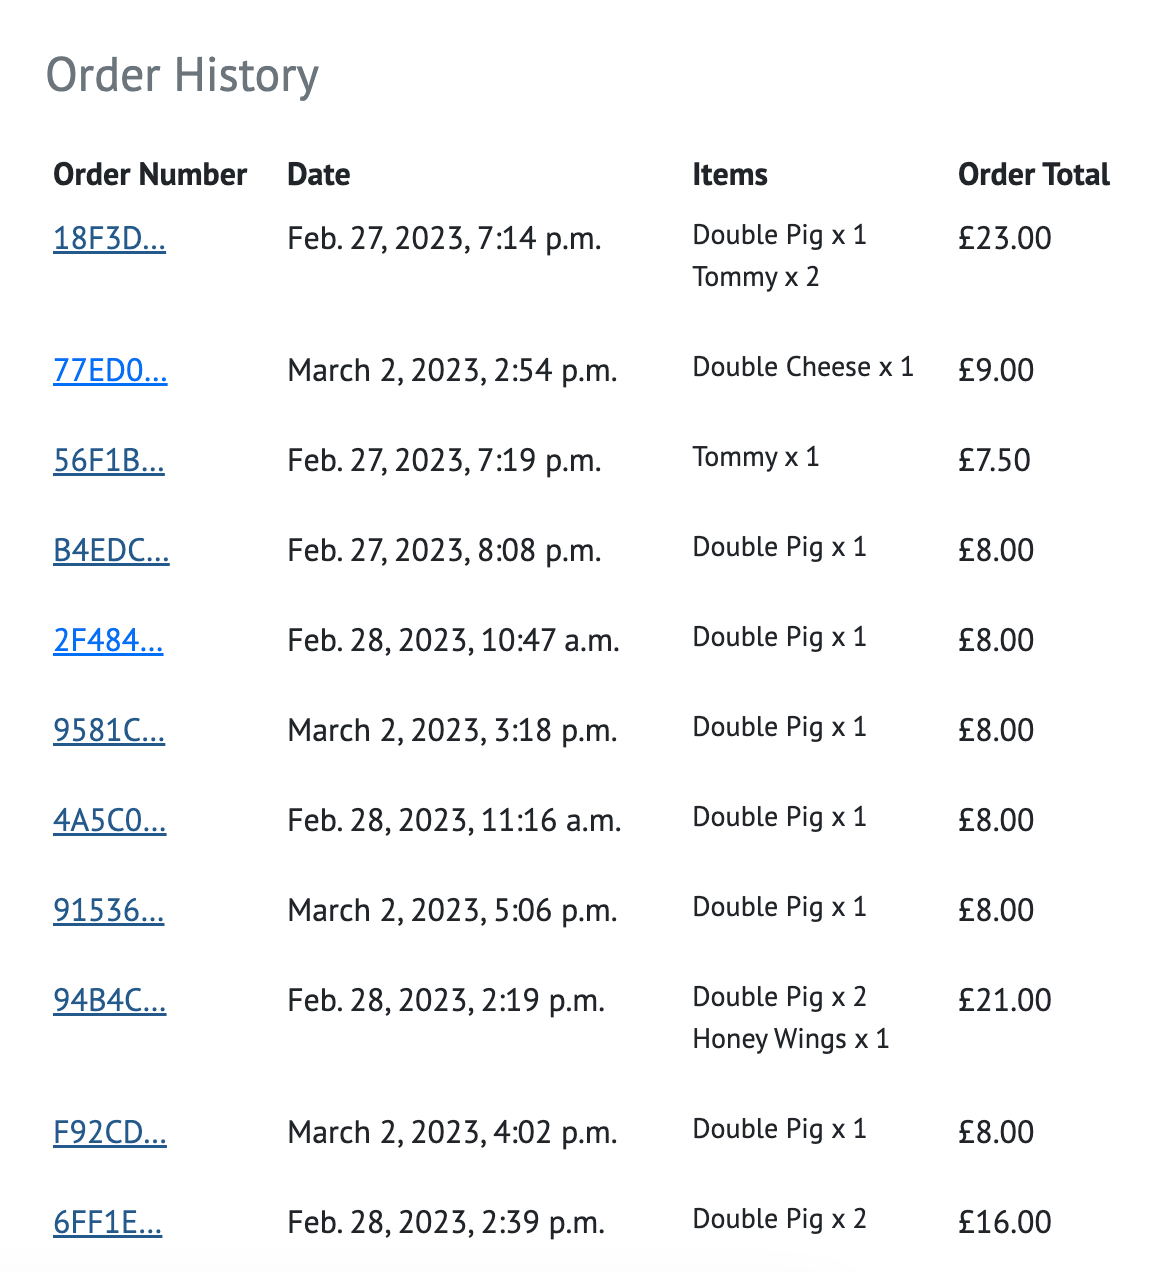 Order History
Order Number Date Items Order Total
18F3D... Feb. 27, 2023, 7:14 p.m. Double Pig x 1 £23.00
Tommy x 2
77ED0... March 2, 2023, 2:54 p.m. Double Cheese x 1 £9.00
56F1B... Feb. 27, 2023, 7:19 p.m. Tommy x 1 £7.50
B4EDC... Feb. 27, 2023, 8:08 p.m. Double Pig x 1 £8.00
2F484... Feb. 28, 2023, 10:47 a.m. Double Pig x 1 £8.00
9581C... March 2, 2023, 3:18 p.m. Double Pig x 1 £8.00
4A5C0... Feb. 28, 2023, 11:16 a.m. Double Pig x 1 £8.00
91536... March 2, 2023, 5:06 p.m. Double Pig x 1 £8.00
94B4C... Feb. 28, 2023, 2:19 p.m. Double Pig x 2 £21.00
Honey Wings x 1
F92CD... March 2, 2023, 4:02 p.m. Double Pig x 1 £8.00
6FF1E... Feb. 28, 2023, 2:39 p.m. Double Pig x 2 £16.00